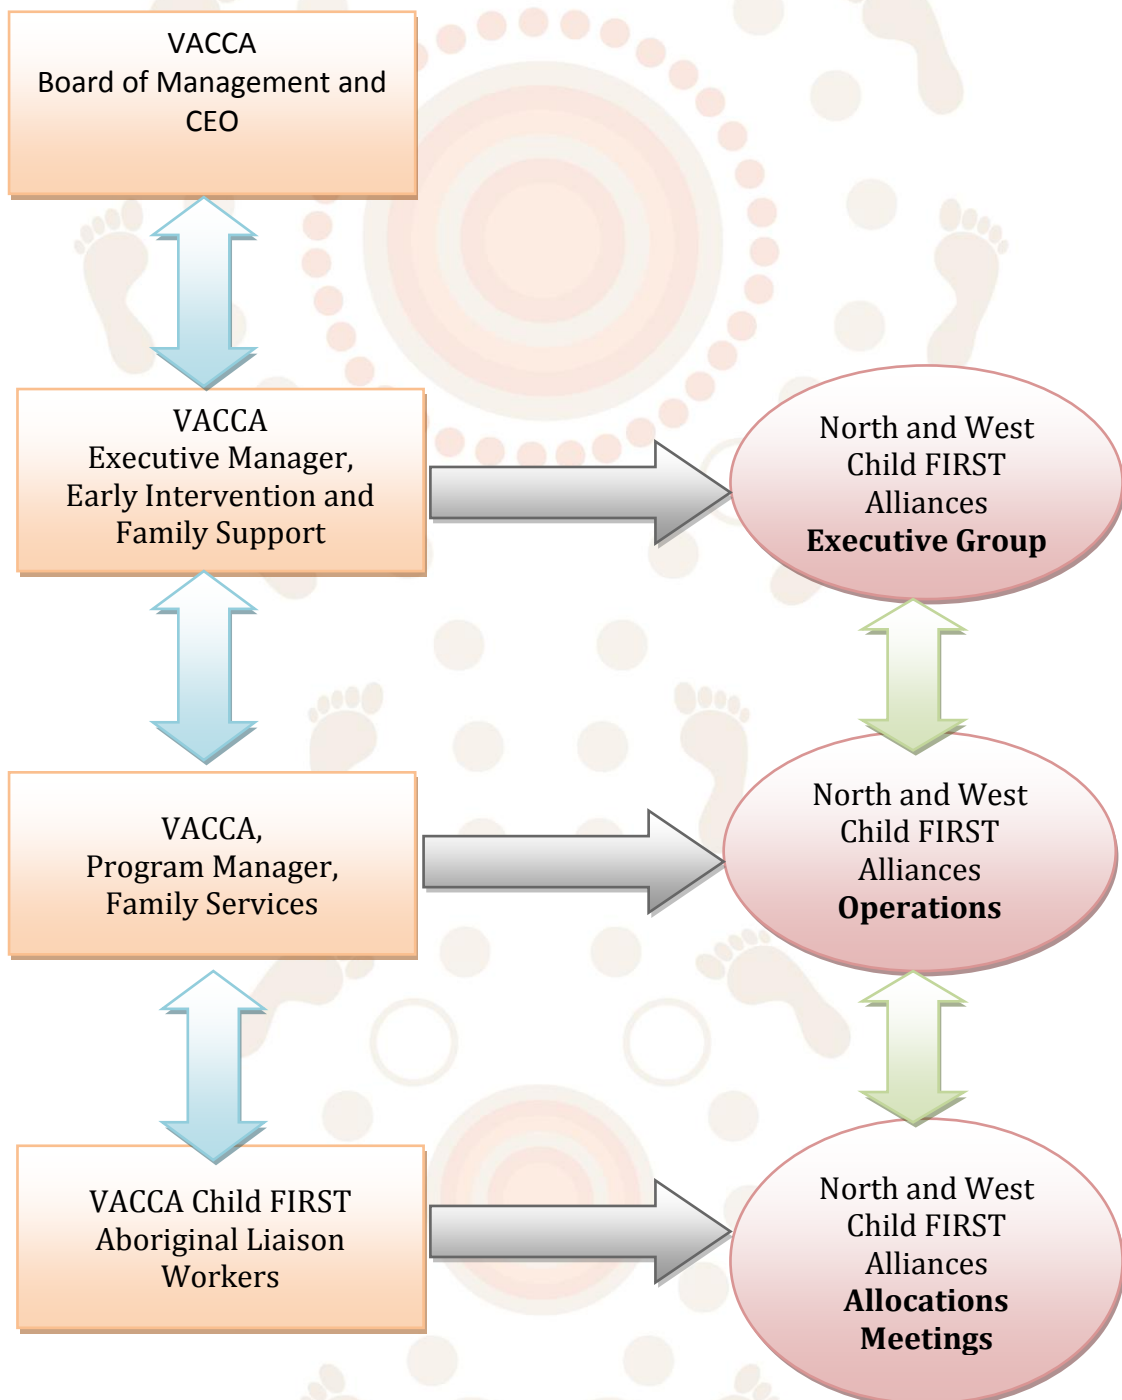 VACCA
Board of Management and
CEO
VACCA
Executive Manager,
Early Intervention and
Family Support
North and West
Child FIRST
Alliances
Executive Group
VACCA,
Program Manager,
Family Services
North and West
Child FIRST
Alliances
Operations
VACCA Child FIRST
Aboriginal Liaison
Workers
North and West
Child FIRST
Alliances
Allocations
Meetings